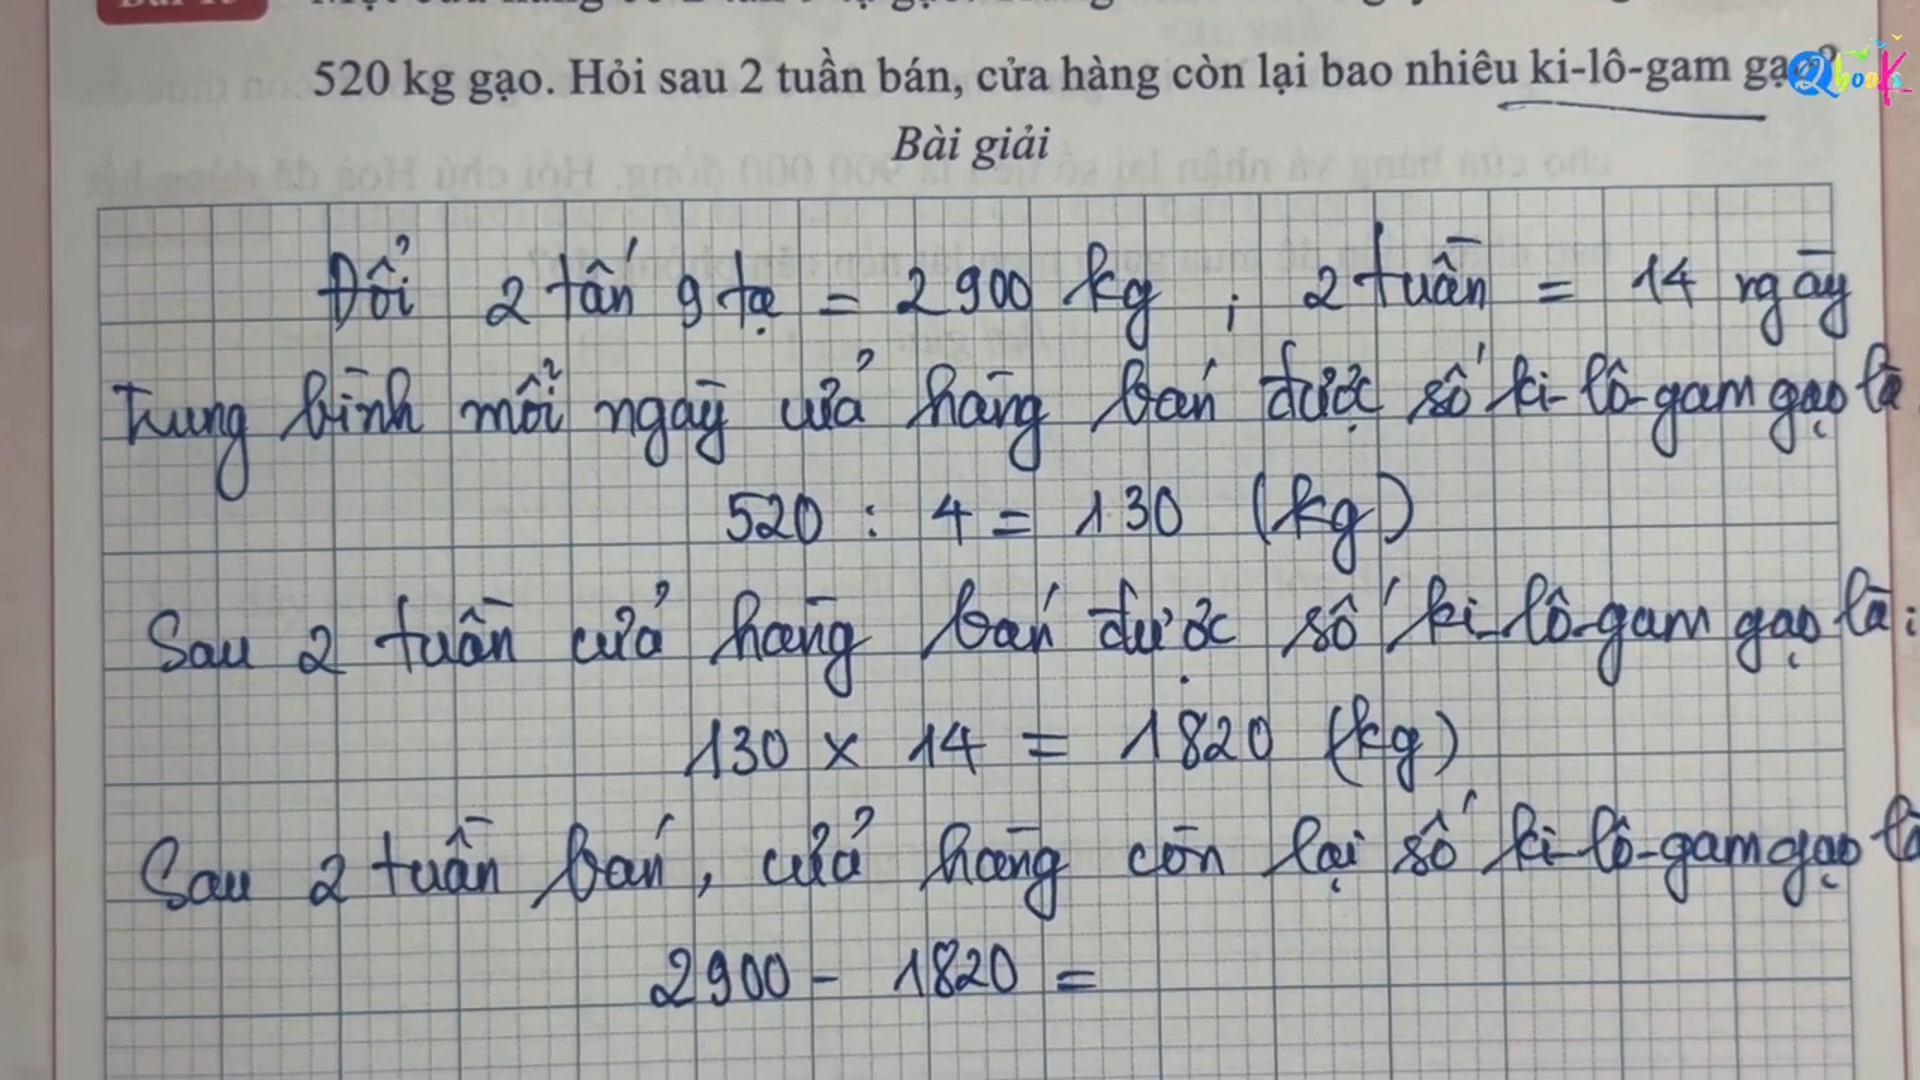 520 kg gạo. Hỏi sau 2 tuần bán, cửa hàng còn lại bao nhiêu ki-lô-gam gạo?
Qbooks
Bài giải
Đổi 2 tấn 9 tạ = 2 900 kg ; 2 tuần = 14 ngày
Trung bình mỗi ngày cửa hàng bán được số ki-lô-gam gạo là
520 : 4 = 130 (kg)
Sau 2 tuần cửa hàng bán được số ki-lô-gam gạo là:
130 x 14 = 1820 (kg)
Sau 2 tuần bán, cửa hàng còn lại số ki-lô-gam gạo là
2900 - 1820 =